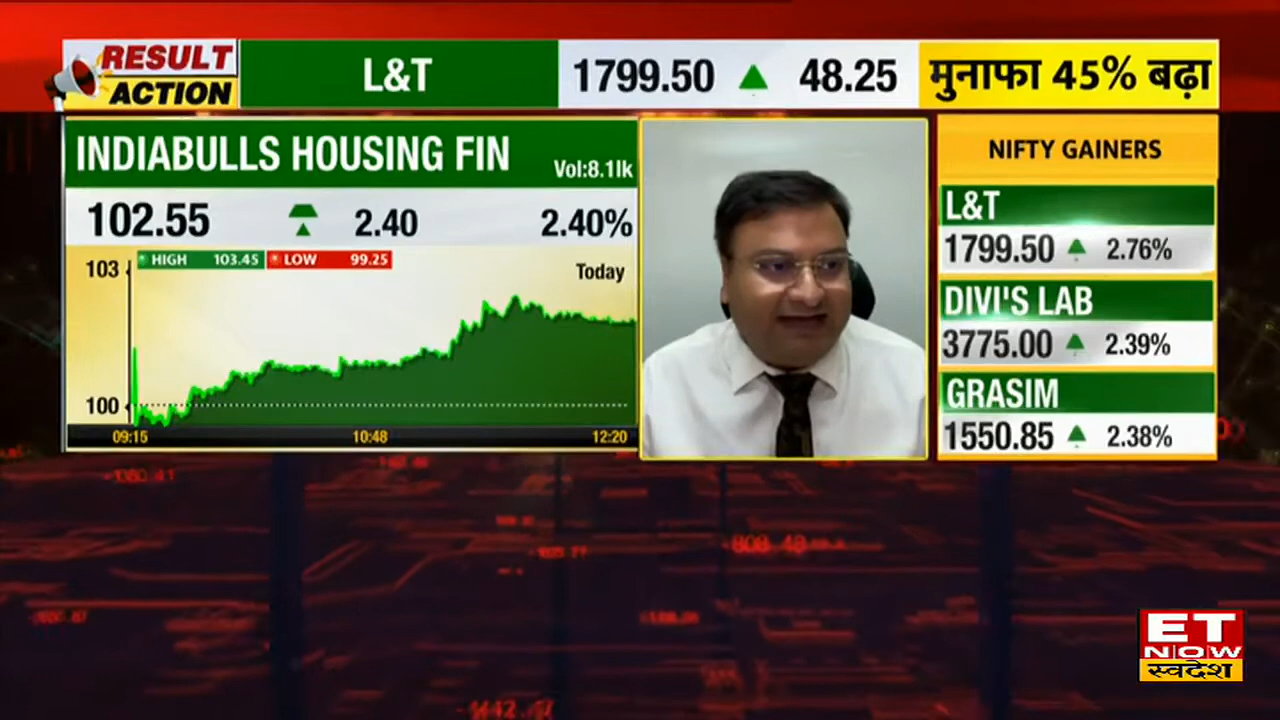 RESULT
ACTION
L&T
1799.50 ▲ 48.25
मुनाफा 45% बढ़ा
INDIABULLS HOUSING FIN Vol:8.1lk
102.55 2.40 2.40%
HIGH 103.45 LOW 99.25
Today
103
100
09:15 10:48 12:20
NIFTY GAINERS
L&T
1799.50 ▲ 2.76%
DIVI'S LAB
3775.00 ▲ 2.39%
GRASIM
1550.85 ▲ 2.38%
808.48
ET
NOW
स्वदेश